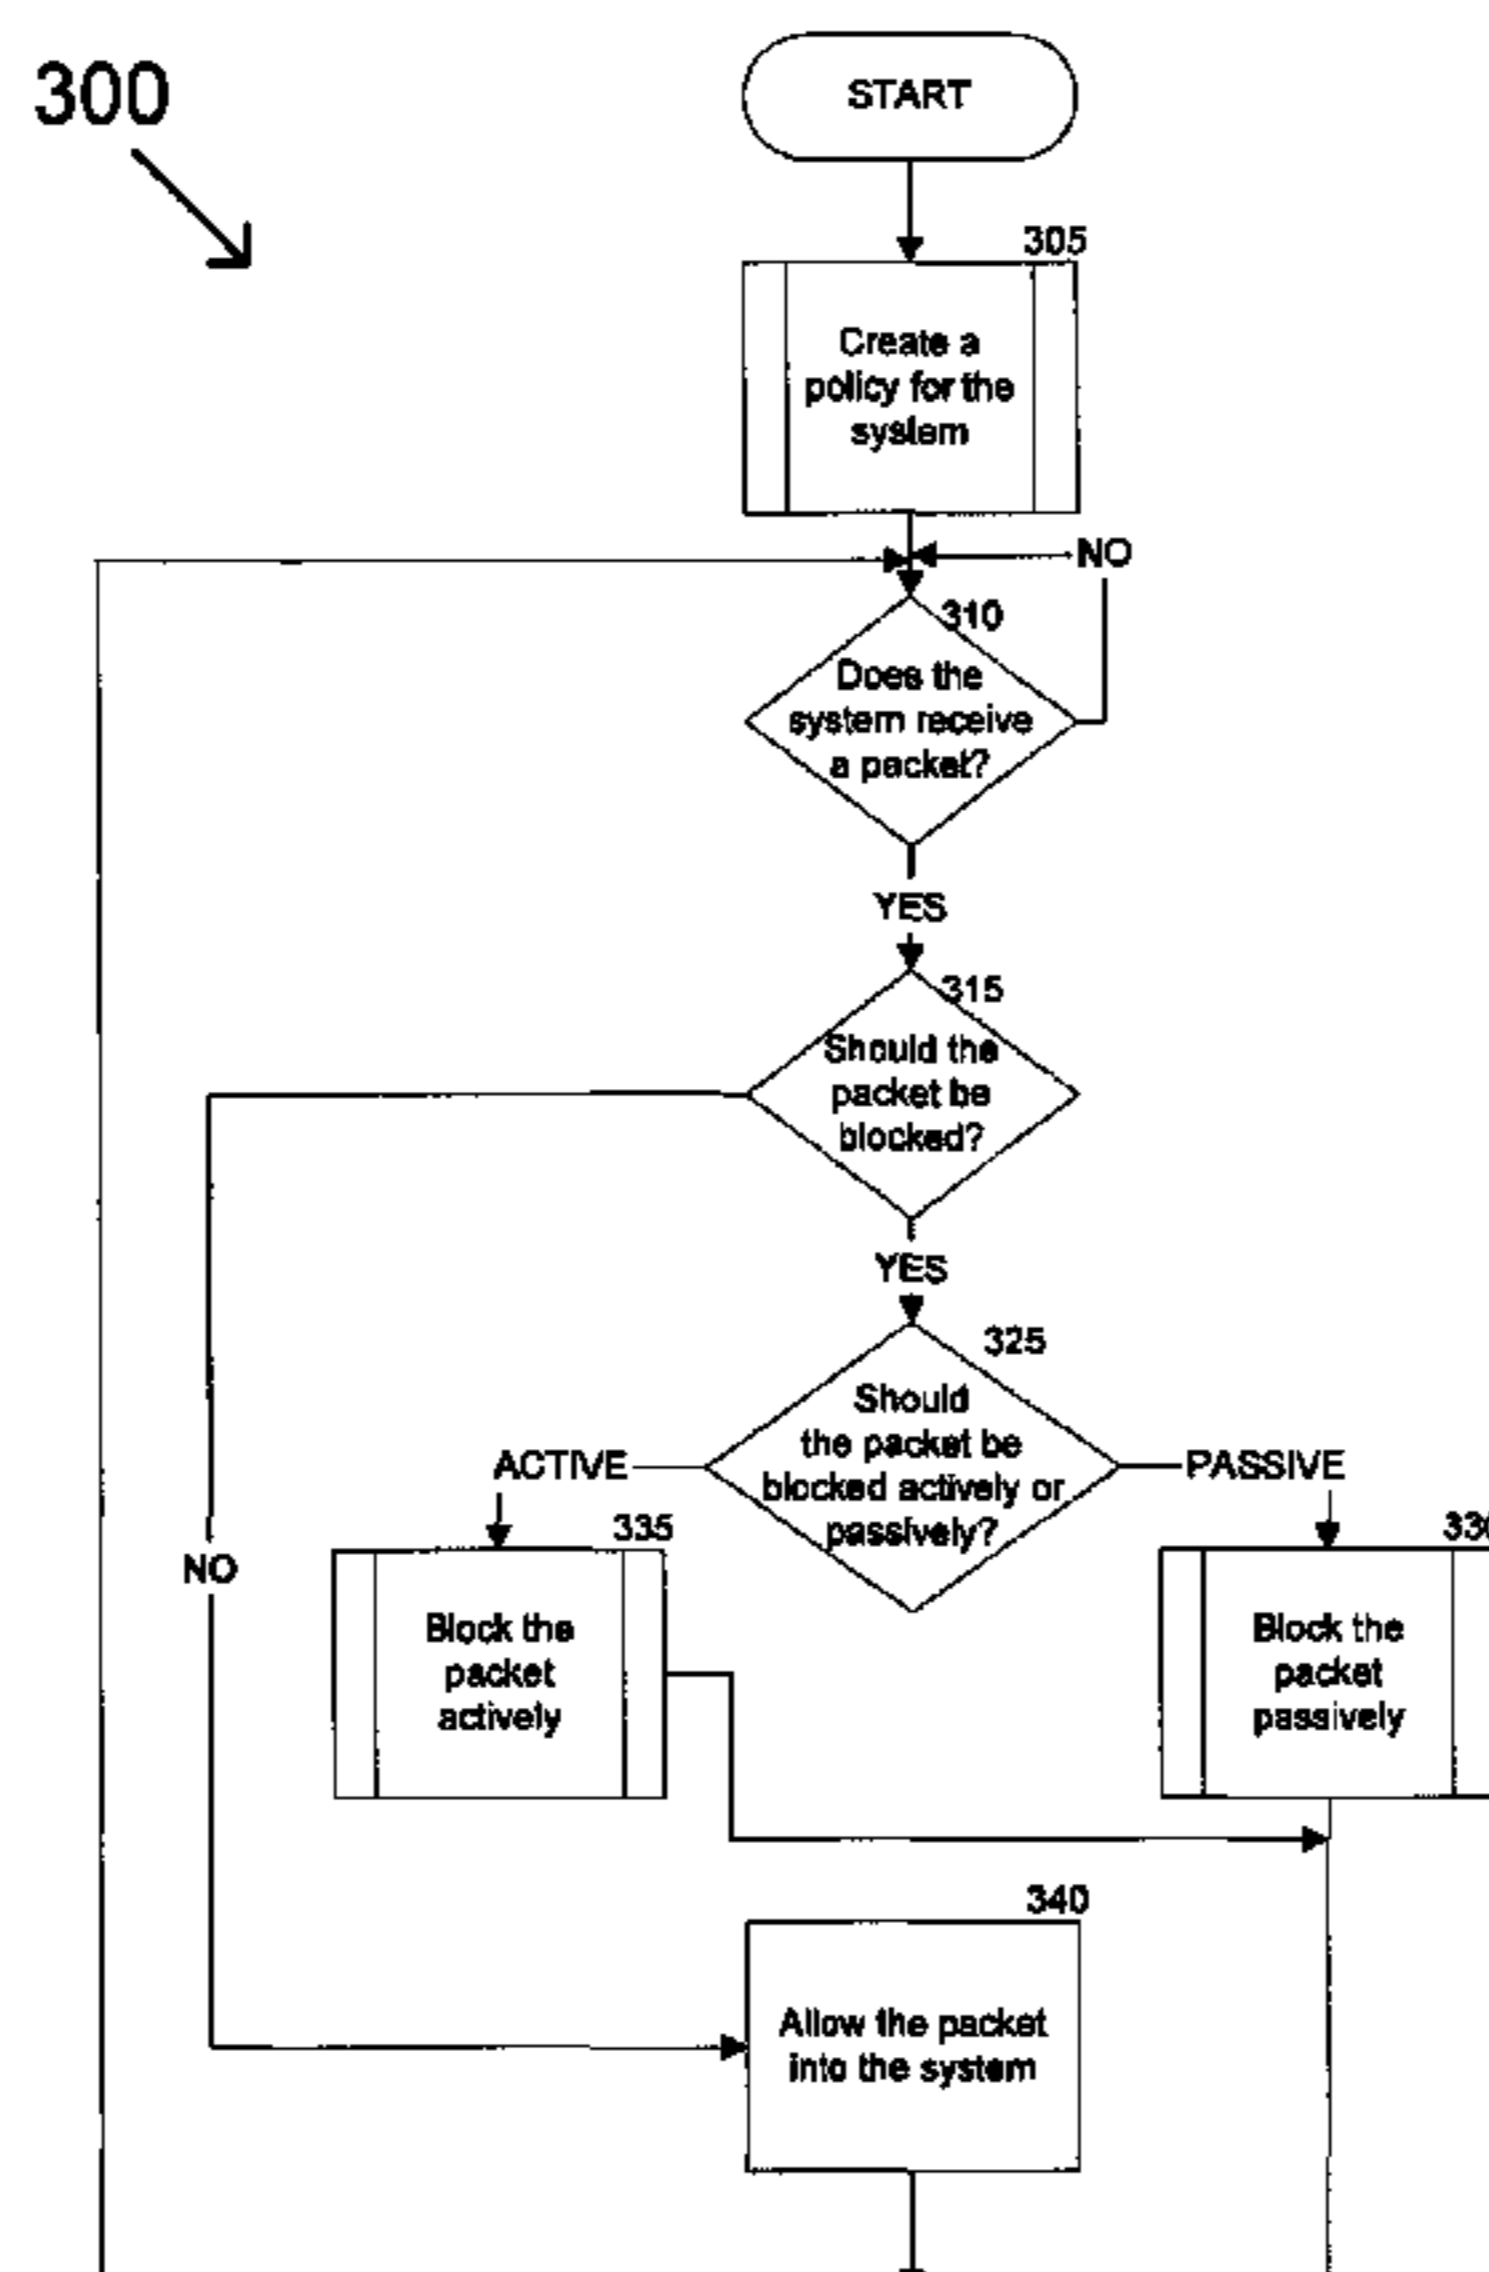 300
START
305
Create a
policy for the
system
NO
310
Does the
system receive
a packet?
YES
315
Should the
packet be
blocked?
YES
325
Should
the packet be
blocked actively or
passively?
ACTIVE
PASSIVE
335
Block the
packet
actively
NO
Block the
packet
passively
340
Allow the packet
into the system